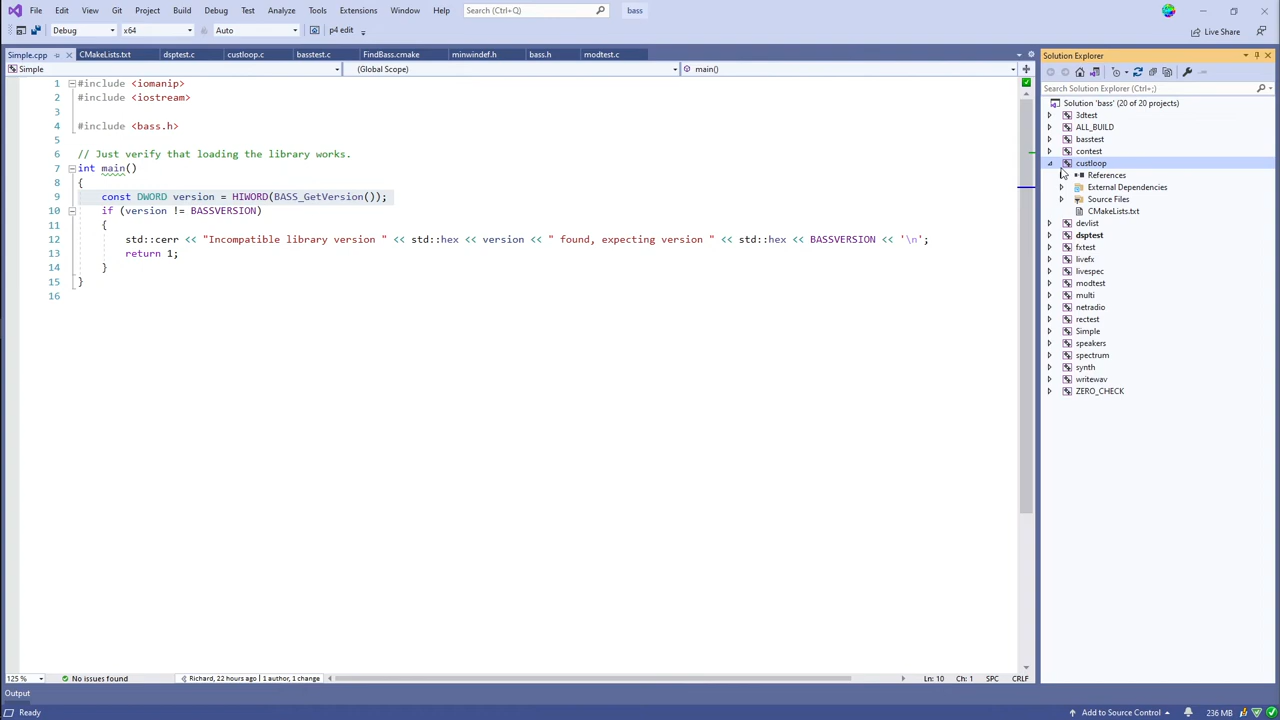 File Edit View Git Project Build Debug Test Analyze Tools Extensions Window Help Search (Ctrl+Q) bass
Debug x64 Auto p4 edit Live Share
Simple.cpp CMakeLists.txt dsptest.c custloop.c basstest.c FindBass.cmake minwindef.h bass.h modtest.c
Simple (Global Scope) main()
1 #include <iomanip>
2 #include <iostream>
3
4 #include <bass.h>
5
6 // Just verify that loading the library works.
7 int main()
8 {
9 const DWORD version = HIWORD(BASS_GetVersion());
10 if (version != BASSVERSION)
11 {
12 std::cerr << "Incompatible library version " << std::hex << version << " found, expecting version " << std::hex << BASSVERSION << '\n';
13 return 1;
14 }
15 }
16
125 % No issues found Richard, 22 hours ago | 1 author, 1 change Ln: 10 Ch: 1 SPC CRLF
Output
Ready Add to Source Control 236 MB
Solution Explorer
Search Solution Explorer (Ctrl+;)
Solution 'bass' (20 of 20 projects)
3dtest
ALL_BUILD
basstest
contest
custloop
References
External Dependencies
Source Files
CMakeLists.txt
devlist
dsptest
fxtest
livefx
livespec
modtest
multi
netradio
rectest
Simple
speakers
spectrum
synth
writewav
ZERO_CHECK